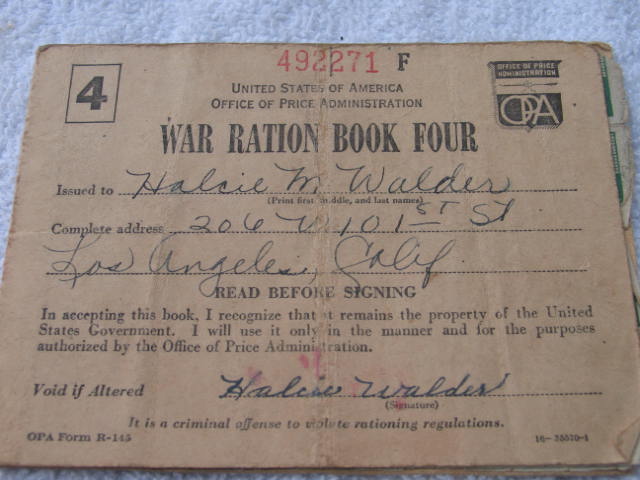 492271 F
4
OFFICE OF PRICE
ADMINISTRATION
OPA
UNITED STATES OF AMERICA
OFFICE OF PRICE ADMINISTRATION
WAR RATION BOOK FOUR
Issued to Halcie M Walder
(Print first, middle, and last names)
Complete address 206 W 101st St
Los Angeles, Calif.
READ BEFORE SIGNING
In accepting this book, I recognize that it remains the property of the United
States Government. I will use it only in the manner and for the purposes
authorized by the Office of Price Administration.
Void if Altered Halcie Walder
(Signature)
It is a criminal offense to violate rationing regulations.
OPA Form R-145 16-35570-1